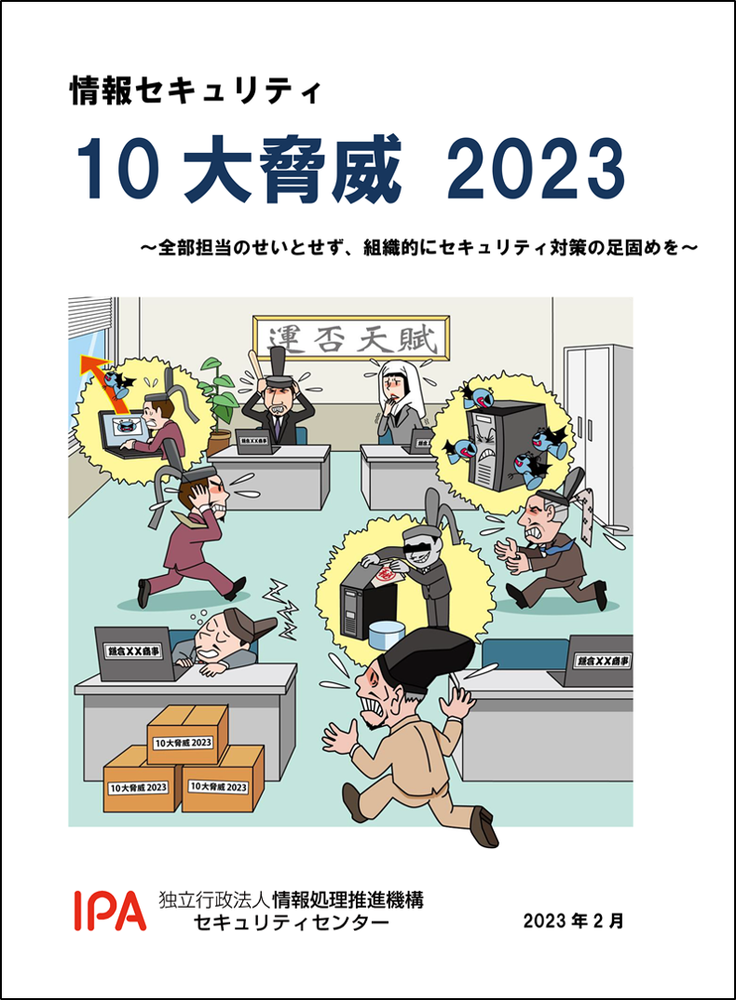 情報セキュリティ
10 大脅威 2023
～全部担当のせいとせず、組織的にセキュリティ対策の足固めを～
運否天賦
鎌倉XX商事
鎌倉
㊙
鎌倉XX商事
鎌倉XX商事
10大脅威 2023
10大脅威 2023
10大脅威 2023
IPA 独立行政法人 情報処理推進機構
セキュリティセンター
2023 年 2 月